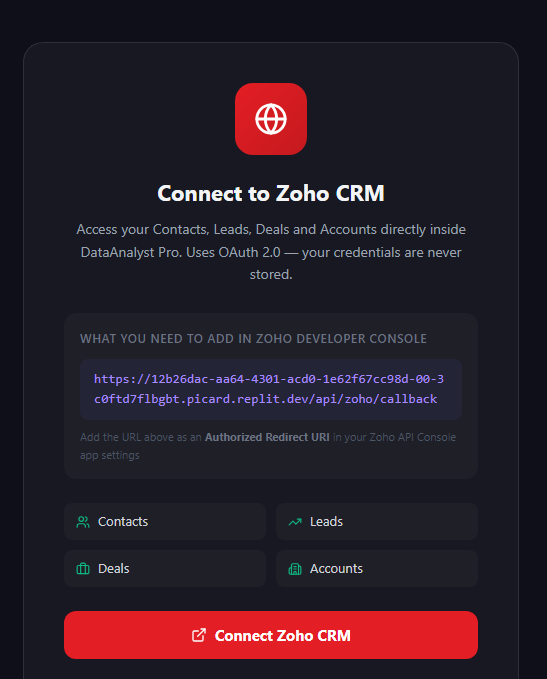 Connect to Zoho CRM
Access your Contacts, Leads, Deals and Accounts directly inside
DataAnalyst Pro. Uses OAuth 2.0 — your credentials are never
stored.
WHAT YOU NEED TO ADD IN ZOHO DEVELOPER CONSOLE
https://12b26dac-aa64-4301-acd0-1e62f67cc98d-00-3
c0ftd7flbgbt.picard.replit.dev/api/zoho/callback
Add the URL above as an Authorized Redirect URI in your Zoho API Console
app settings
Contacts
Leads
Deals
Accounts
Connect Zoho CRM